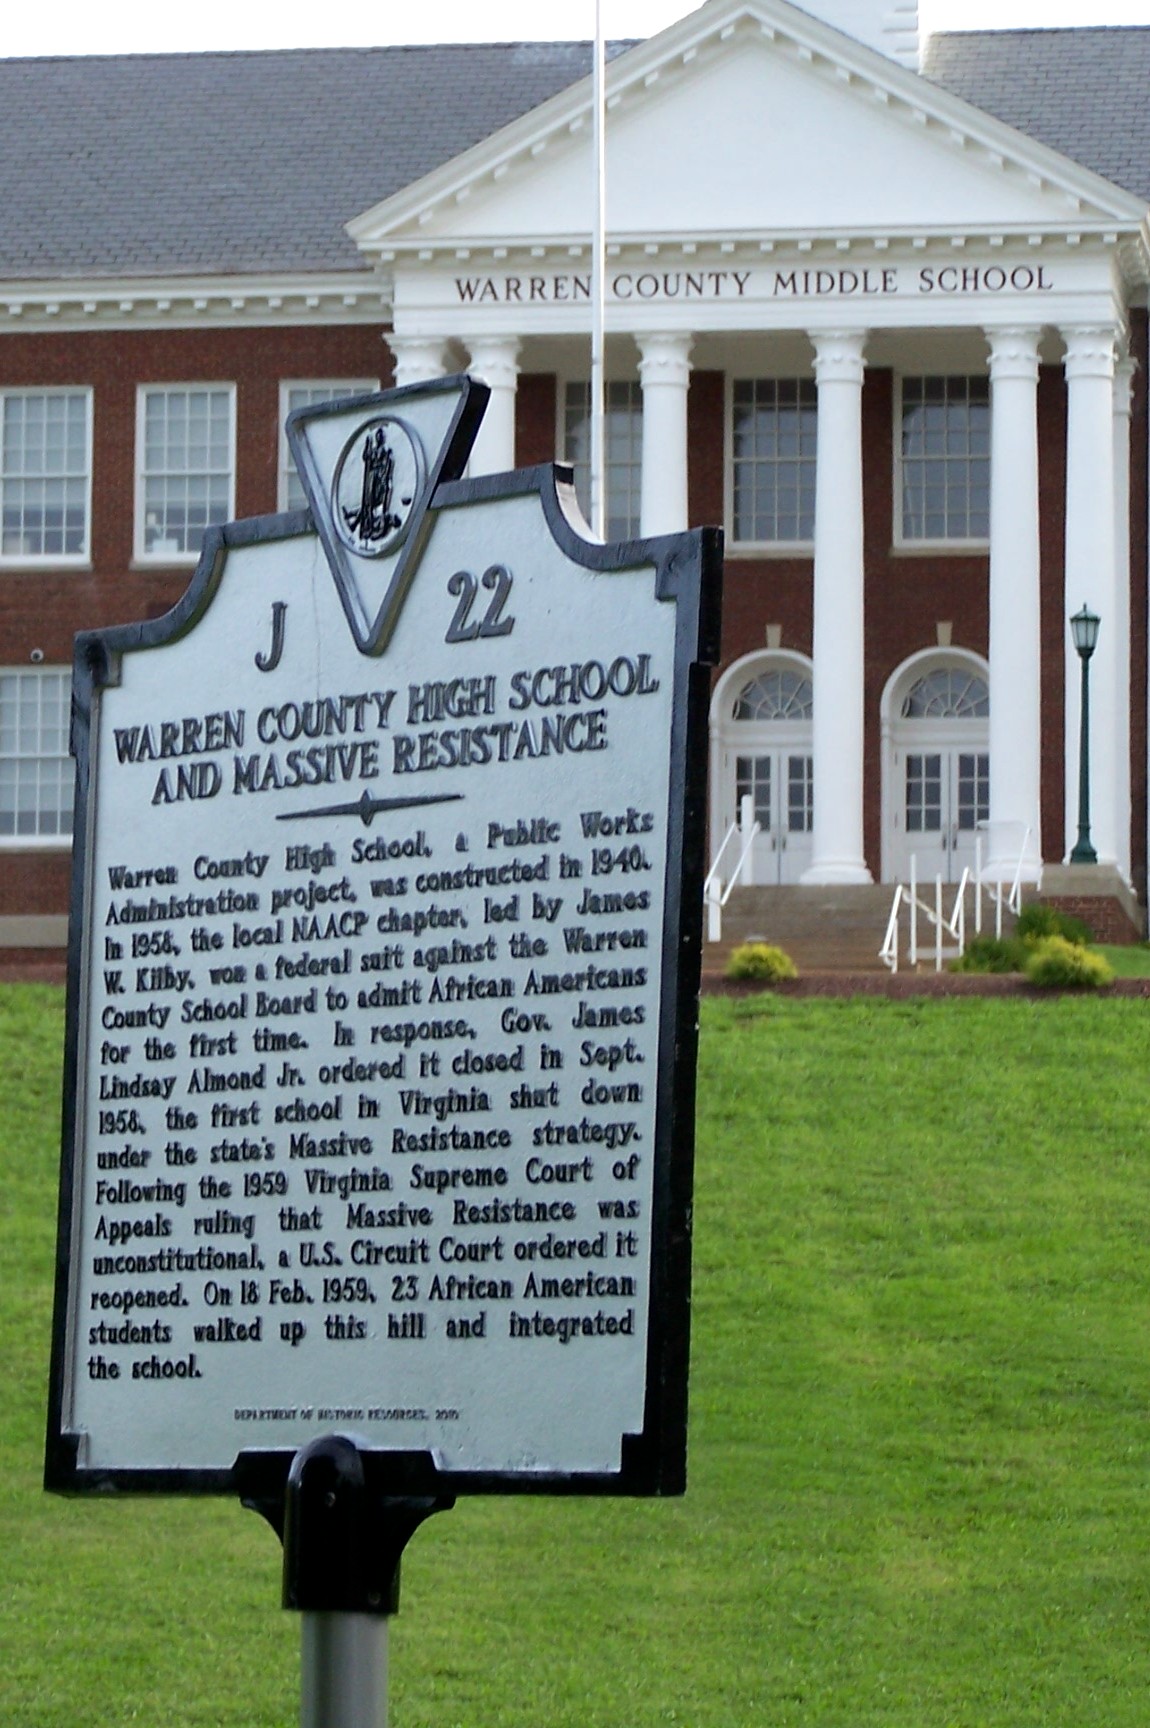 WARREN COUNTY MIDDLE SCHOOL
J 22
WARREN COUNTY HIGH SCHOOL
AND MASSIVE RESISTANCE
Warren County High School, a Public Works
Administration project, was constructed in 1940.
In 1958, the local NAACP chapter, led by James
W. Kilby, won a federal suit against the Warren
County School Board to admit African Americans
for the first time. In response, Gov. James
Lindsay Almond Jr. ordered it closed in Sept.
1958, the first school in Virginia shut down
under the state's Massive Resistance strategy.
Following the 1959 Virginia Supreme Court of
Appeals ruling that Massive Resistance was
unconstitutional, a U.S. Circuit Court ordered it
reopened. On 18 Feb. 1959, 23 African American
students walked up this hill and integrated
the school.
DEPARTMENT OF HISTORIC RESOURCES, 2010